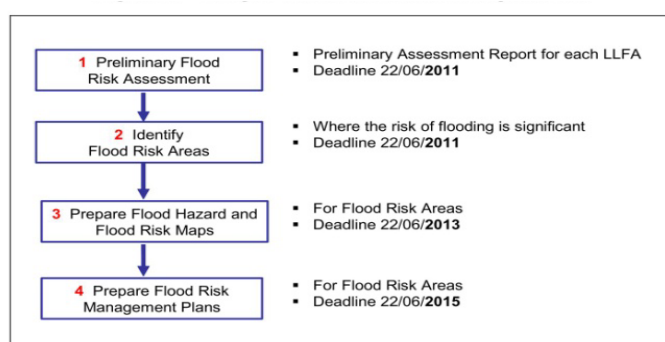 1 Preliminary Flood
Risk Assessment
▪ Preliminary Assessment Report for each LLFA
▪ Deadline 22/06/2011
2 Identify
Flood Risk Areas
▪ Where the risk of flooding is significant
▪ Deadline 22/06/2011
3 Prepare Flood Hazard and
Flood Risk Maps
▪ For Flood Risk Areas
▪ Deadline 22/06/2013
4 Prepare Flood Risk
Management Plans
▪ For Flood Risk Areas
▪ Deadline 22/06/2015